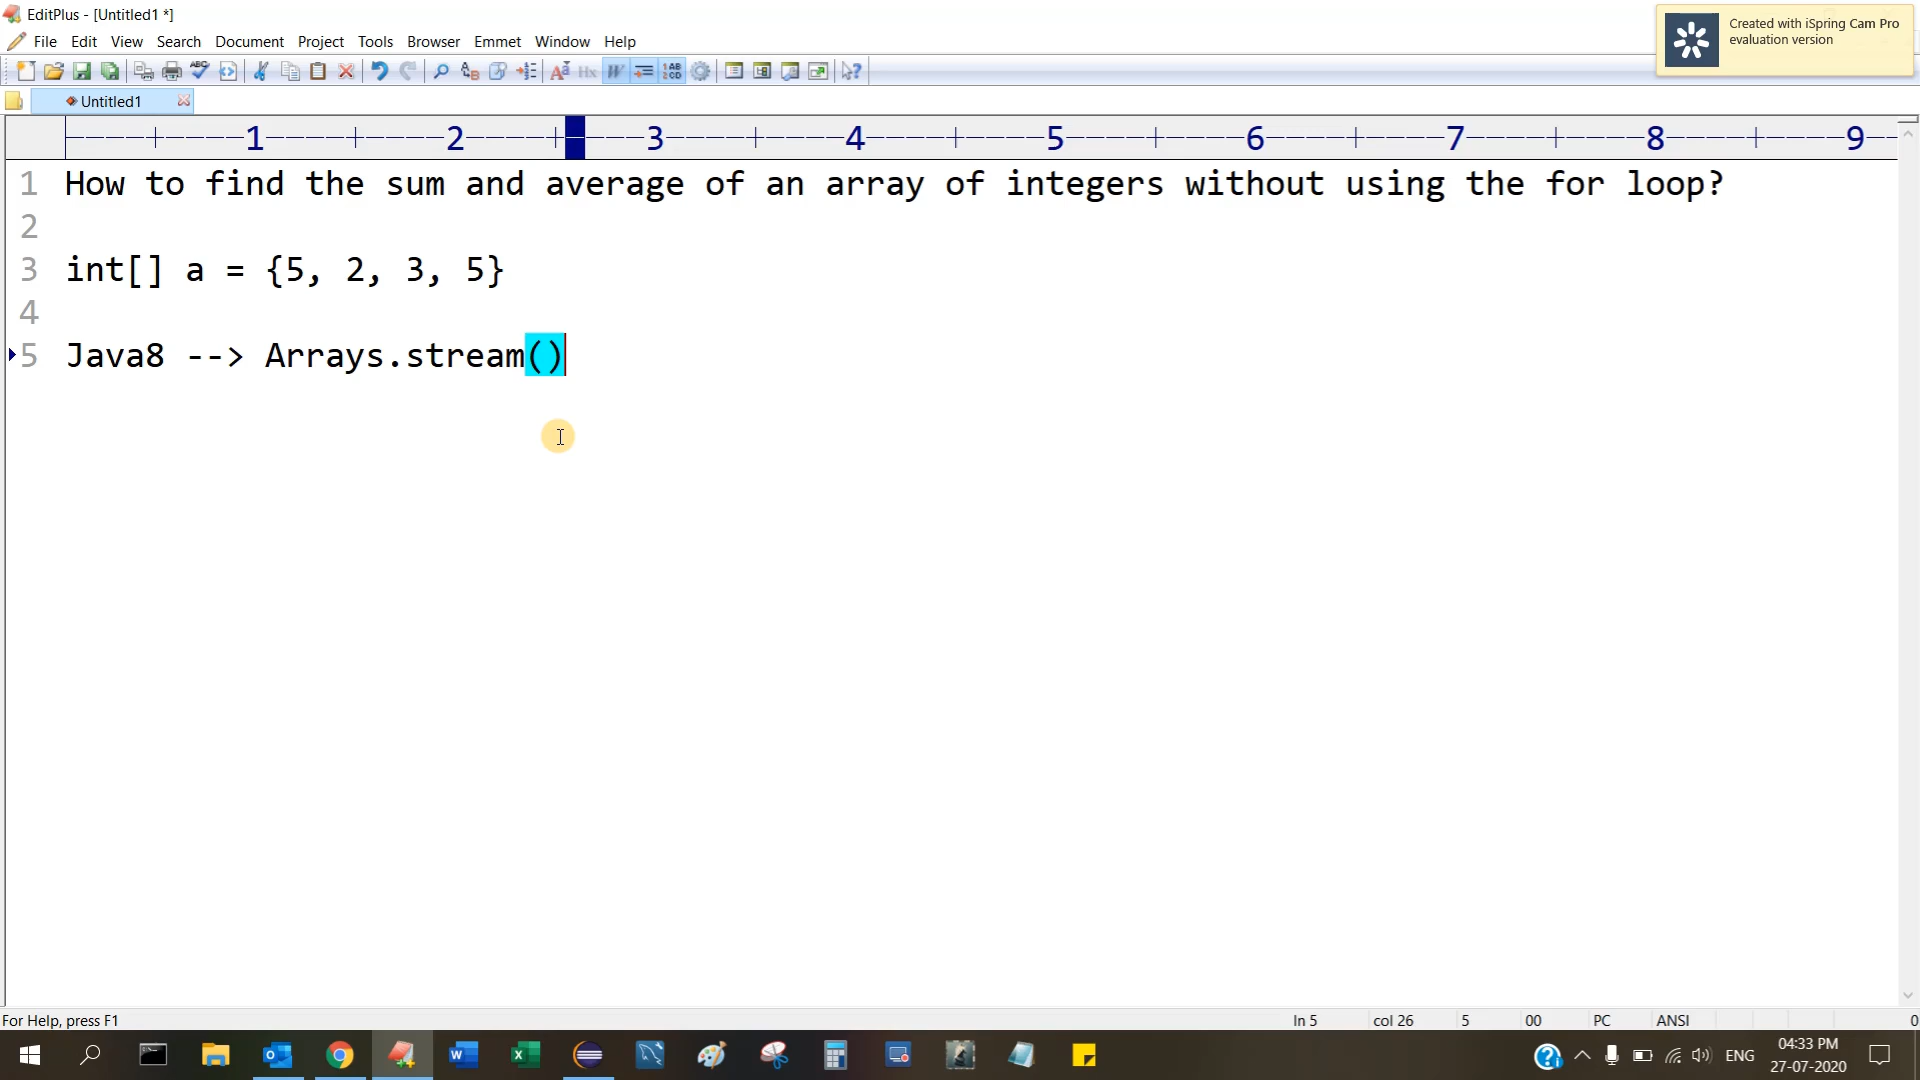 EditPlus - [Untitled1 *]
Created with iSpring Cam Pro
evaluation version
File Edit View Search Document Project Tools Browser Emmet Window Help
Untitled1
1 2 3 4 5 6 7 8 9
1 How to find the sum and average of an array of integers without using the for loop?
2
3 int[] a = {5, 2, 3, 5}
4
5 Java8 --> Arrays.stream()
For Help, press F1
ln 5 col 26 5 00 PC ANSI 0
ENG
04:33 PM
27-07-2020